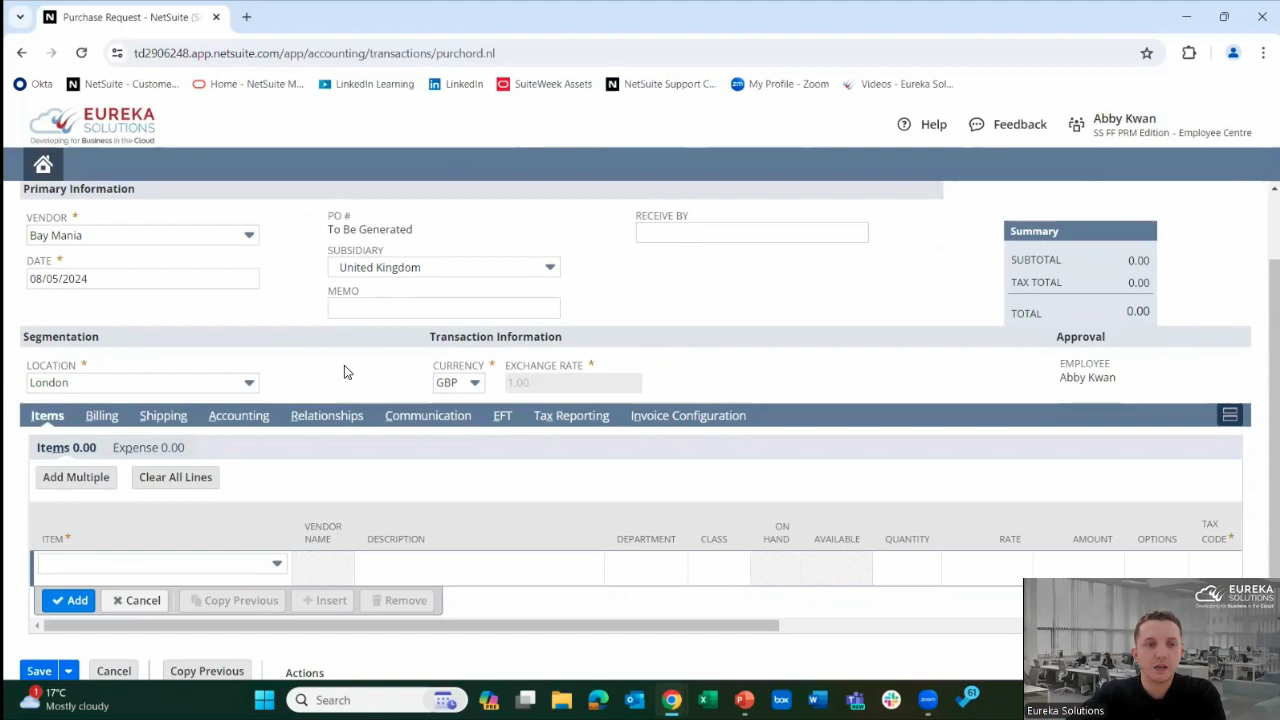 Purchase Request - NetSuite (S
td2906248.app.netsuite.com/app/accounting/transactions/purchord.nl
Okta
NetSuite - Custome...
Home - NetSuite M...
LinkedIn Learning
LinkedIn
SuiteWeek Assets
NetSuite Support C...
My Profile - Zoom
Videos - Eureka Sol...
EUREKA
SOLUTIONS
Developing for Business in the Cloud
Help
Feedback
Abby Kwan
SS FF PRM Edition - Employee Centre
Primary Information
VENDOR *
Bay Mania
DATE *
08/05/2024
PO #
To Be Generated
SUBSIDIARY
United Kingdom
MEMO
RECEIVE BY
Summary
SUBTOTAL 0.00
TAX TOTAL 0.00
TOTAL 0.00
Segmentation
Transaction Information
Approval
LOCATION *
London
CURRENCY *
GBP
EXCHANGE RATE *
1.00
EMPLOYEE
Abby Kwan
Items Billing Shipping Accounting Relationships Communication EFT Tax Reporting Invoice Configuration
Items 0.00 Expense 0.00
Add Multiple
Clear All Lines
ITEM *
VENDOR
NAME
DESCRIPTION
DEPARTMENT
CLASS
ON
HAND
AVAILABLE
QUANTITY
RATE
AMOUNT
OPTIONS
TAX
CODE *
Add
Cancel
Copy Previous
Insert
Remove
Save
Cancel
Copy Previous
Actions
EUREKA
SOLUTIONS
Developing for Business in the Cloud
Eureka Solutions
1
17°C
Mostly cloudy
Search
61